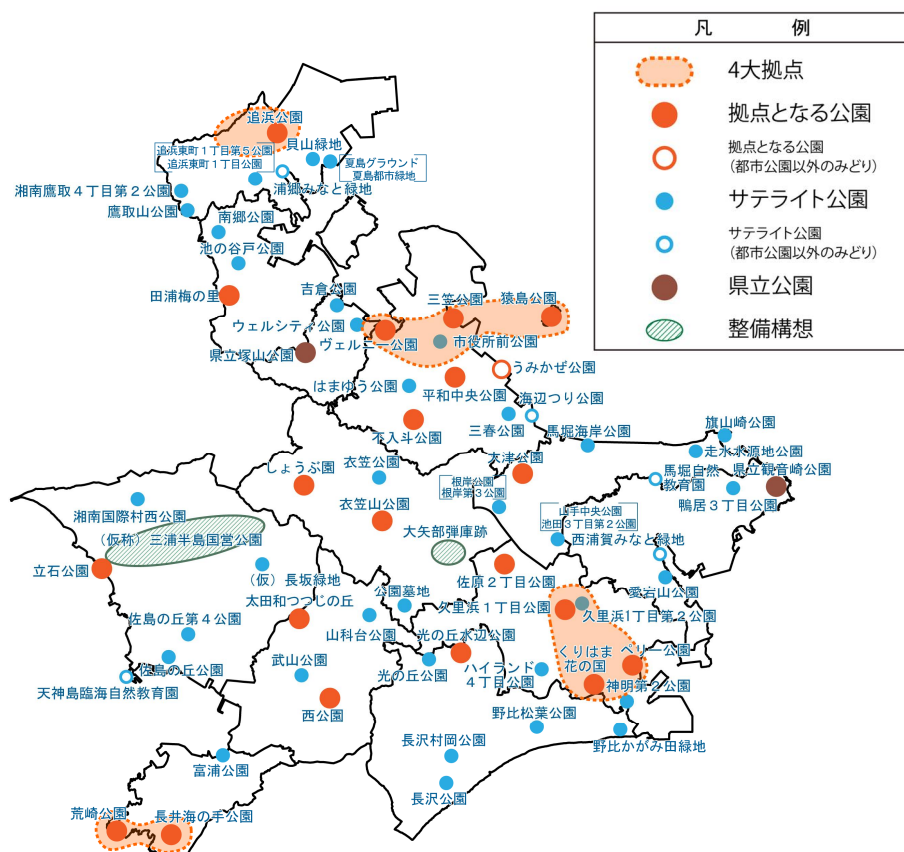 凡 例
4大拠点
拠点となる公園
拠点となる公園
(都市公園以外のみどり)
サテライト公園
サテライト公園
(都市公園以外のみどり)
県立公園
整備構想
追浜公園
追浜東町1丁目第5公園
追浜東町1丁目公園
貝山緑地
夏島グラウンド
夏島都市緑地
浦郷みなと緑地
湘南鷹取4丁目第2公園
鷹取山公園
南郷公園
池の谷戸公園
田浦梅の里
吉倉公園
三笠公園
猿島公園
ウェルシティ公園
ヴェルニー公園
市役所前公園
県立塚山公園
うみかぜ公園
はまゆう公園
平和中央公園
海辺つり公園
不入斗公園
三春公園
馬堀海岸公園
旗山崎公園
走水水源地公園
しょうぶ園
衣笠公園
大津公園
根岸公園
根岸第3公園
馬堀自然
教育園
県立観音崎公園
鴨居3丁目公園
湘南国際村西公園
衣笠山公園
山手中央公園
池田3丁目第2公園
(仮称)三浦半島国営公園
大矢部弾庫跡
西浦賀みなと緑地
立石公園
(仮)長坂緑地
佐原2丁目公園
愛宕山公園
太田和つつじの丘
公園墓地
久里浜1丁目公園
久里浜1丁目第2公園
佐島の丘第4公園
山科台公園
光の丘水辺公園
くりはま
花の国
ペリー公園
佐島の丘公園
武山公園
光の丘公園
ハイランド
4丁目公園
神明第2公園
天神島臨海自然教育園
西公園
野比松葉公園
野比かがみ田緑地
長沢村岡公園
富浦公園
長沢公園
荒崎公園
長井海の手公園